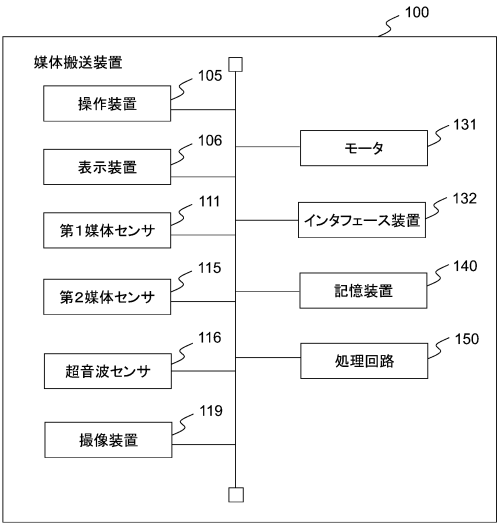 100
媒体搬送装置
105
操作装置
106
表示装置
111
第1媒体センサ
115
第2媒体センサ
116
超音波センサ
119
撮像装置
131
モータ
132
インタフェース装置
140
記憶装置
150
処理回路